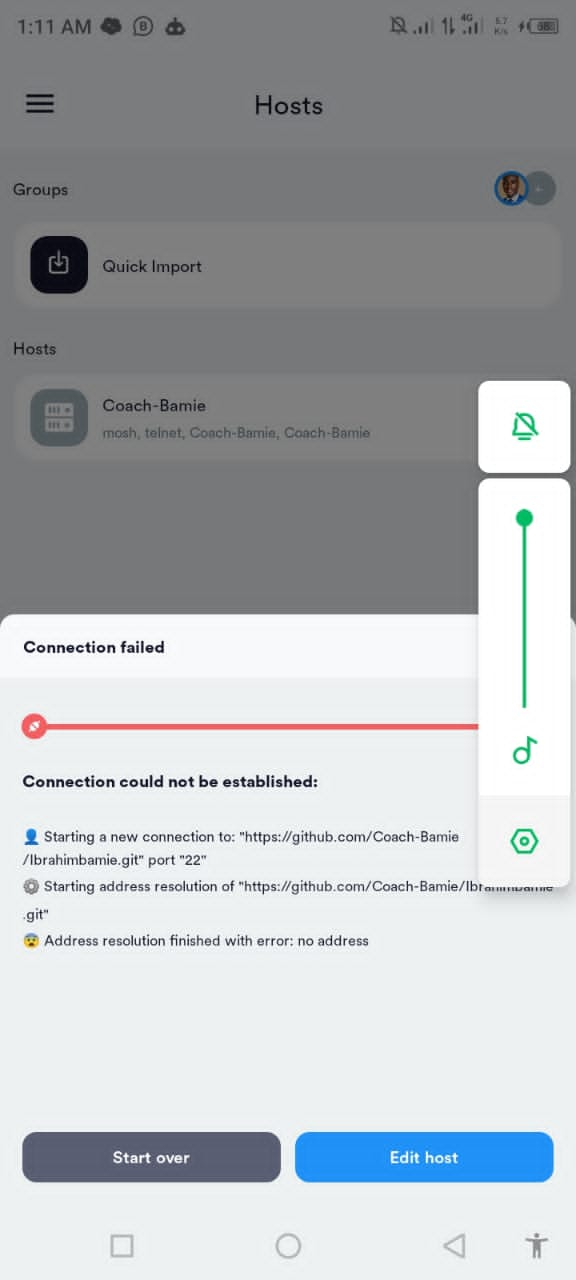 1:11 AM
B
4G
5.7
K/s
68
Hosts
Groups
+
Quick Import
Hosts
Coach-Bamie
mosh, telnet, Coach-Bamie, Coach-Bamie
Connection failed
Connection could not be established:
👤 Starting a new connection to: "https://github.com/Coach-Bamie
/Ibrahimbamie.git" port "22"
⚙️ Starting address resolution of "https://github.com/Coach-Bamie/Ibrahimbamie
.git"
😨 Address resolution finished with error: no address
Start over
Edit host